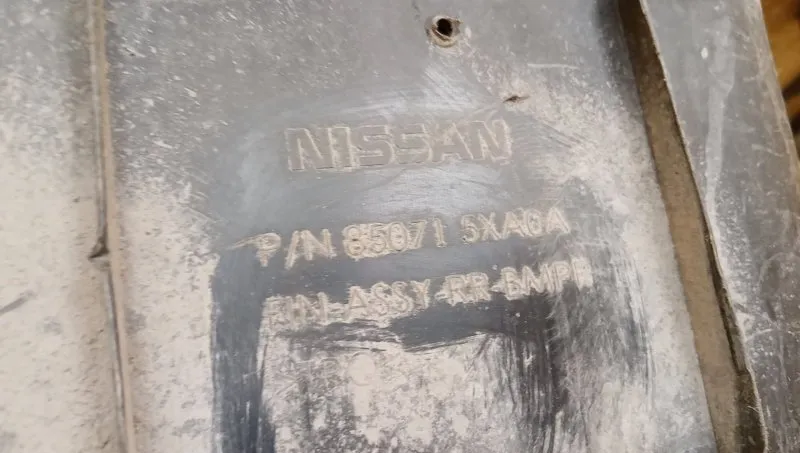 NISSAN
P/N 85071 5XA0A
FIN-ASSY-RR BMPR